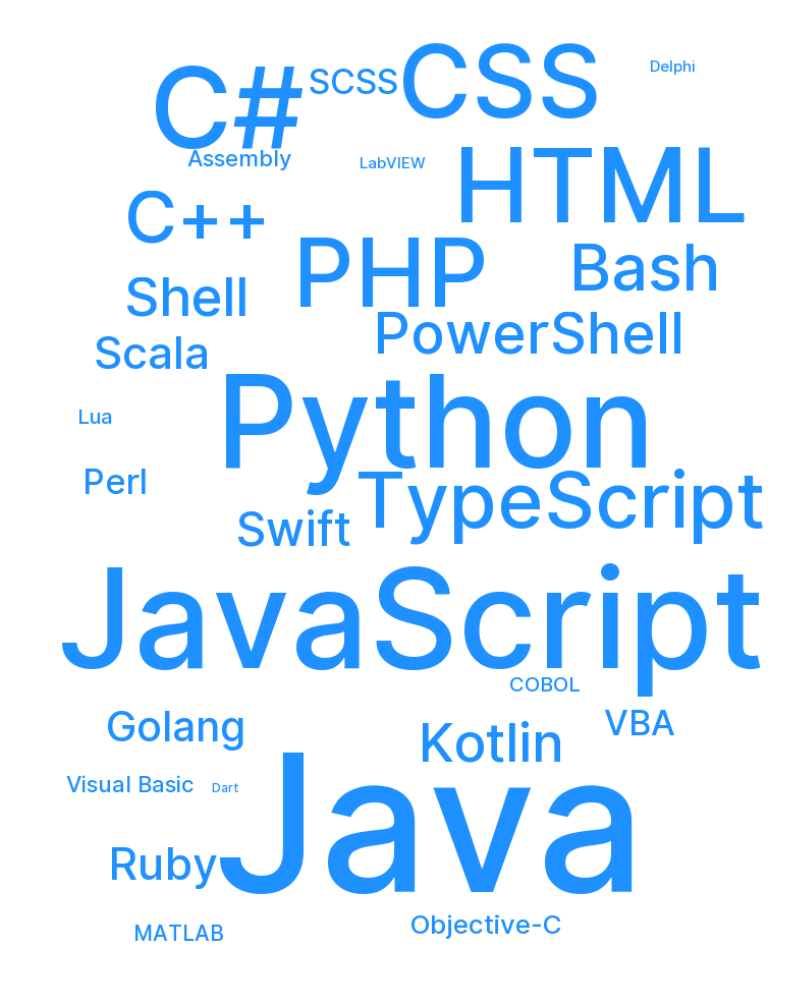 C#
SCSS
CSS
Delphi
Assembly
LabVIEW
HTML
C++
PHP
Bash
Shell
PowerShell
Scala
Python
Lua
Perl
TypeScript
Swift
JavaScript
COBOL
Golang
Kotlin
VBA
Visual Basic
Dart
Java
Ruby
MATLAB
Objective-C